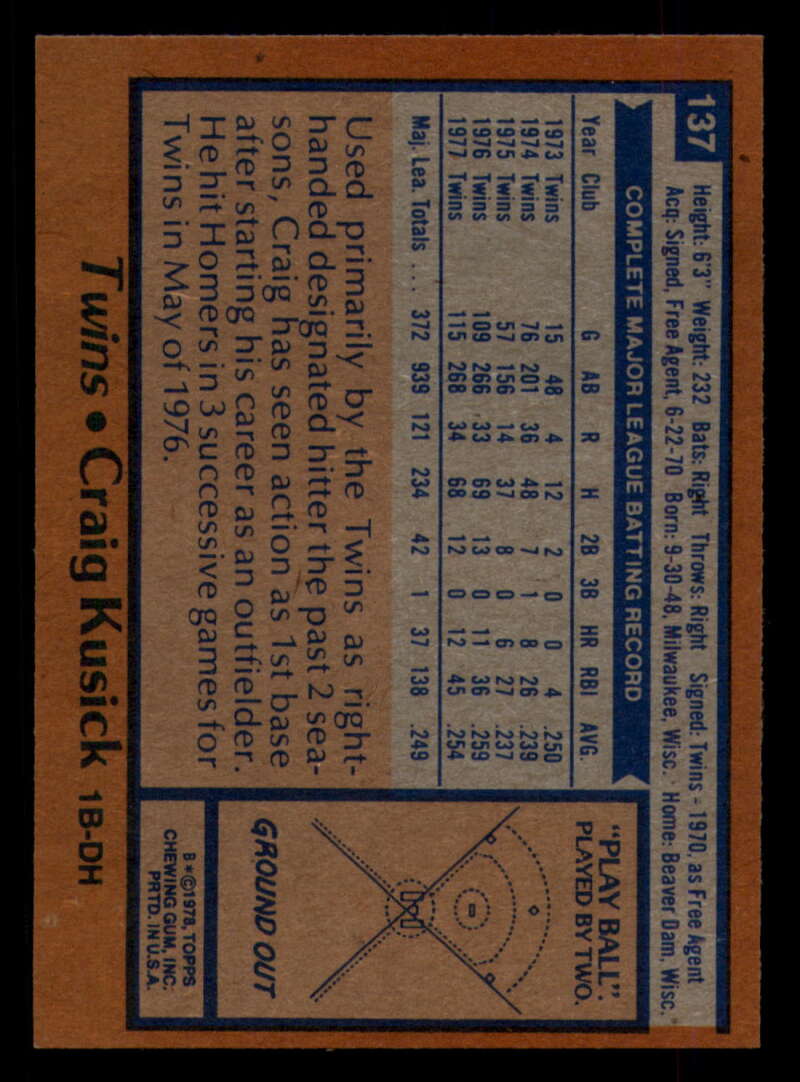 137
Height: 6'3" Weight: 232 Bats: Right Throws: Right Signed: Twins - 1970, as Free Agent
Acq: Signed, Free Agent, 6-22-70 Born: 9-30-48, Milwaukee, Wisc. Home: Beaver Dam, Wisc.
COMPLETE MAJOR LEAGUE BATTING RECORD
Year Club G AB R H 2B 3B HR RBI AVG.
1973 Twins 15 48 4 12 2 0 0 4 .250
1974 Twins 76 201 36 48 7 1 8 26 .239
1975 Twins 57 156 14 37 8 0 6 27 .237
1976 Twins 109 266 33 69 13 0 11 36 .259
1977 Twins 115 268 34 68 12 0 12 45 .254
Maj. Lea. Totals ... 372 939 121 234 42 1 37 138 .249
Used primarily by the Twins as right-
handed designated hitter the past 2 sea-
sons, Craig has seen action as 1st base
after starting his career as an outfielder.
He hit Homers in 3 successive games for
Twins in May of 1976.
"PLAY BALL".
PLAYED BY TWO.
GROUND OUT
B*©1978, TOPPS
CHEWING GUM, INC.
PRTD. IN U.S.A.
Twins • Craig Kusick 1B-DH